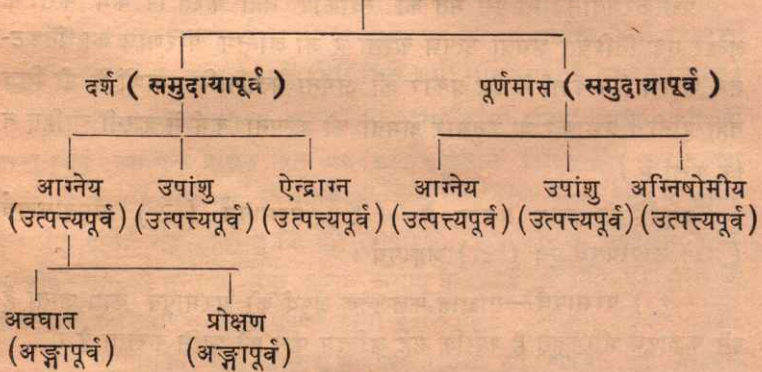 दर्श ( समुदायापूर्व ) पूर्णमास ( समुदायापूर्व )
आग्नेय उपांशु ऐन्द्राग्न आग्नेय उपांशु अग्निषोमीय
(उत्पत्त्यपूर्व) (उत्पत्त्यपूर्व) (उत्पत्त्यपूर्व) (उत्पत्त्यपूर्व) (उत्पत्त्यपूर्व) (उत्पत्त्यपूर्व)
अवघात प्रोक्षण
(अङ्गापूर्व) (अङ्गापूर्व)